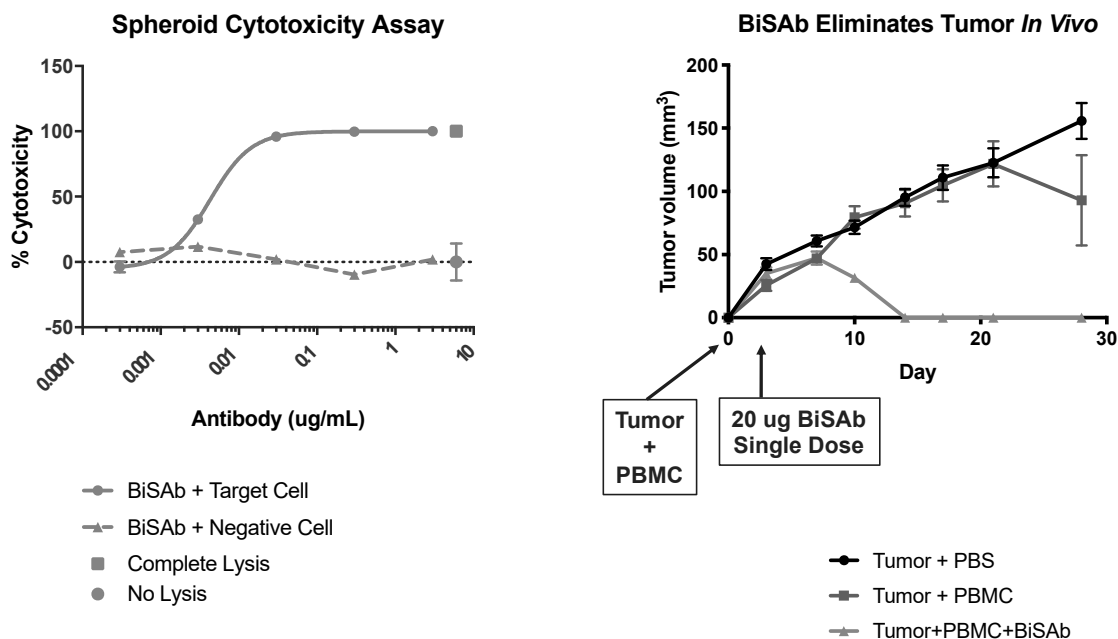 Spheroid Cytotoxicity Assay
150
100
50
0
-50
% Cytotoxicity
0.0001
0.001
0.01
0.1
1
10
Antibody (ug/mL)
BiSAb + Target Cell
BiSAb + Negative Cell
Complete Lysis
No Lysis
BiSAb Eliminates Tumor In Vivo
200
150
100
50
0
Tumor volume (mm³)
0
10
20
30
Day
Tumor
+
PBMC
20 ug BiSAb
Single Dose
Tumor + PBS
Tumor + PBMC
Tumor+PBMC+BiSAb